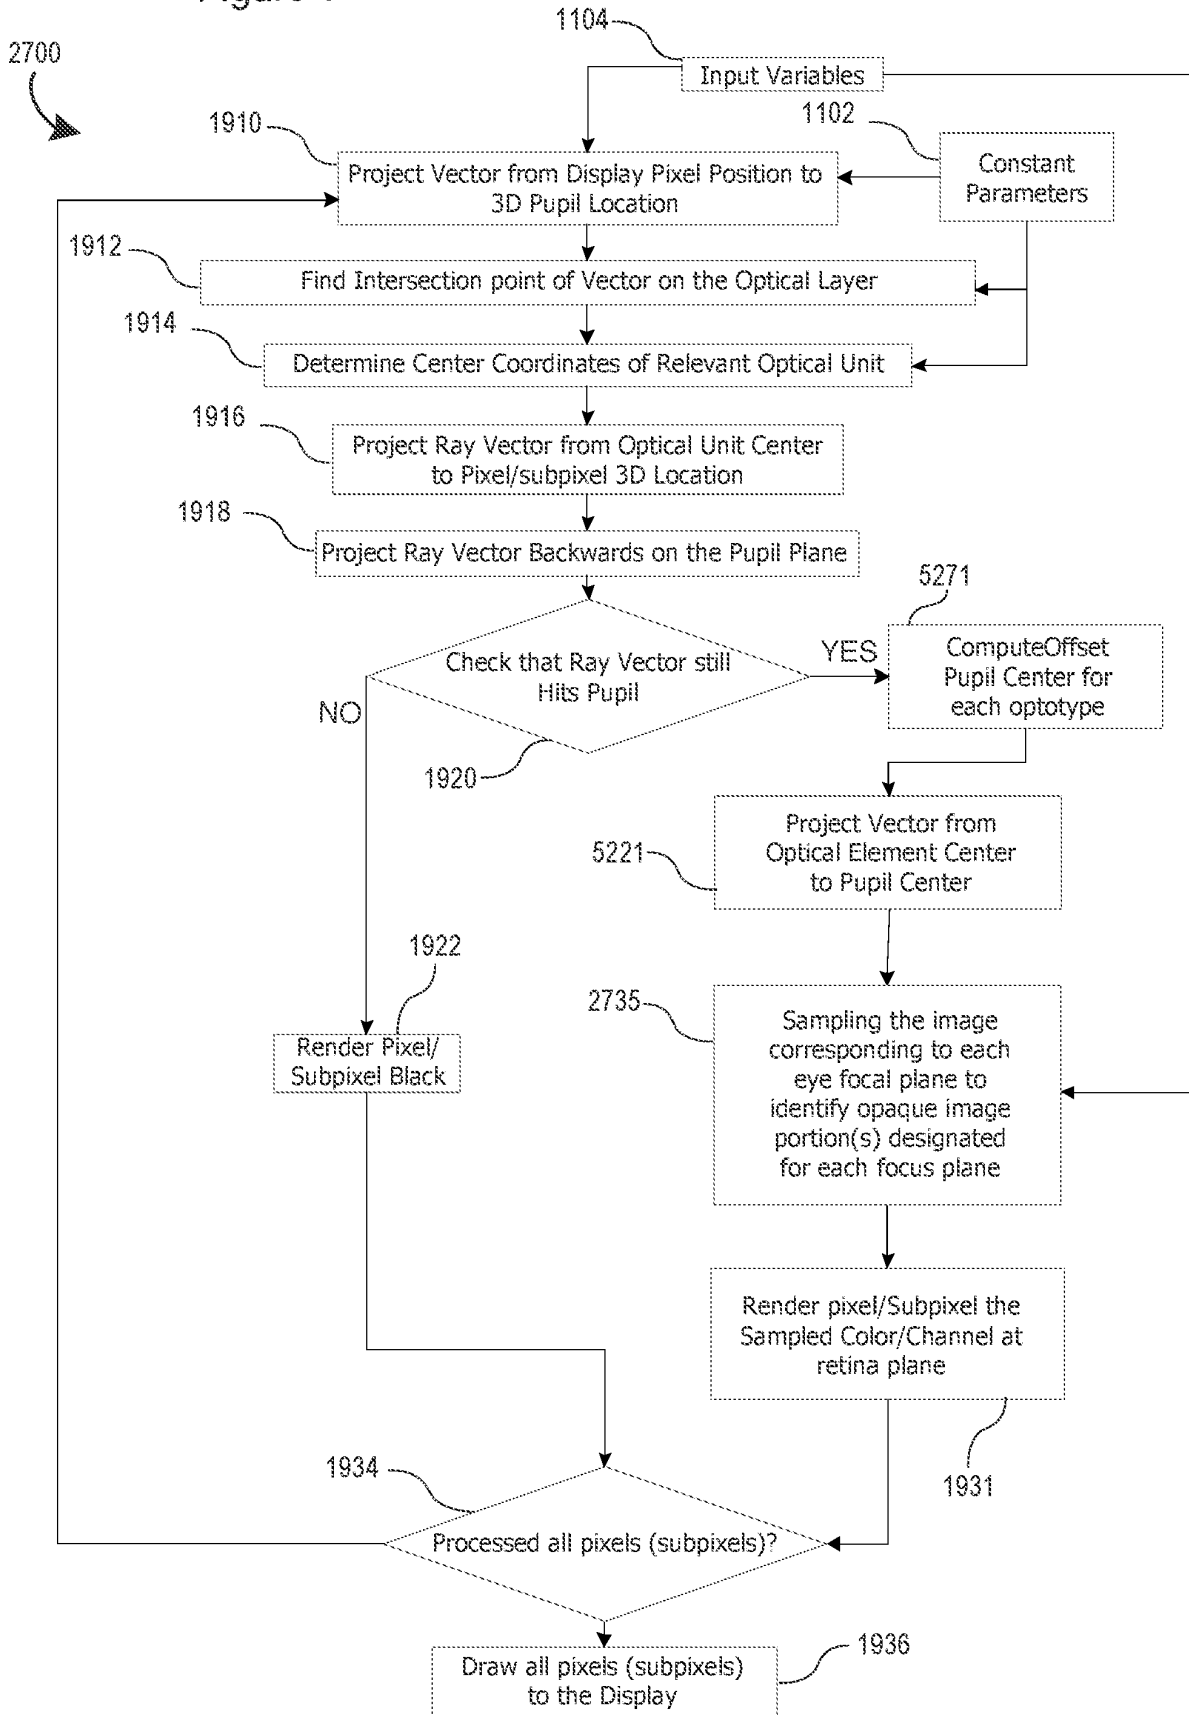 Figure
1104
2700
Input Variables
1102
1910
Constant
Parameters
Project Vector from Display Pixel Position to
3D Pupil Location
1912
Find Intersection point of Vector on the Optical Layer
1914
Determine Center Coordinates of Relevant Optical Unit
1916
Project Ray Vector from Optical Unit Center
to Pixel/subpixel 3D Location
1918
Project Ray Vector Backwards on the Pupil Plane
5271
Check that Ray Vector still
Hits Pupil
YES
ComputeOffset
Pupil Center for
each optotype
NO
1920
Project Vector from
Optical Element Center
to Pupil Center
5221
1922
2735
Render Pixel/
Subpixel Black
Sampling the image
corresponding to each
eye focal plane to
identify opaque image
portion(s) designated
for each focus plane
Render pixel/Subpixel the
Sampled Color/Channel at
retina plane
1934
1931
Processed all pixels (subpixels)?
1936
Draw all pixels (subpixels)
to the Display